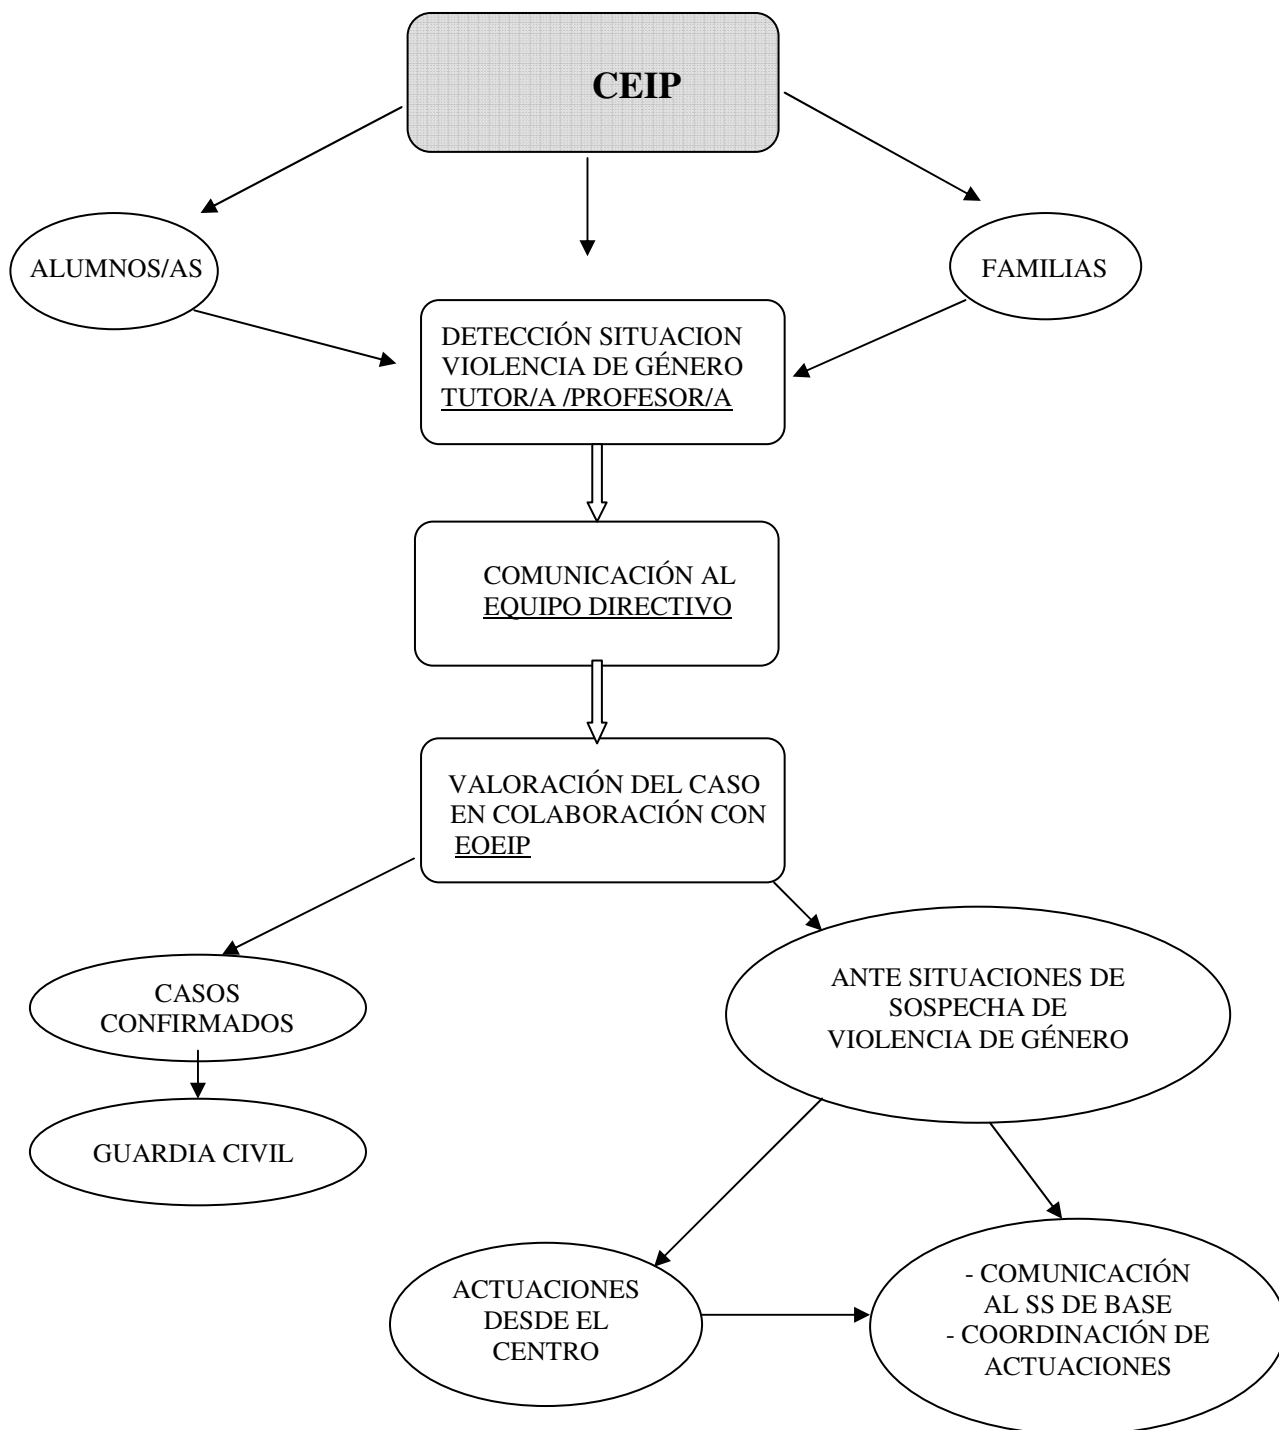 CEIP
ALUMNOS/AS
FAMILIAS
DETECCIÓN SITUACION
VIOLENCIA DE GÉNERO
TUTOR/A /PROFESOR/A
COMUNICACIÓN AL
EQUIPO DIRECTIVO
VALORACIÓN DEL CASO
EN COLABORACIÓN CON
EOEIP
CASOS
CONFIRMADOS
ANTE SITUACIONES DE
SOSPECHA DE
VIOLENCIA DE GÉNERO
GUARDIA CIVIL
ACTUACIONES
DESDE EL
CENTRO
- COMUNICACIÓN
AL SS DE BASE
- COORDINACIÓN DE
ACTUACIONES